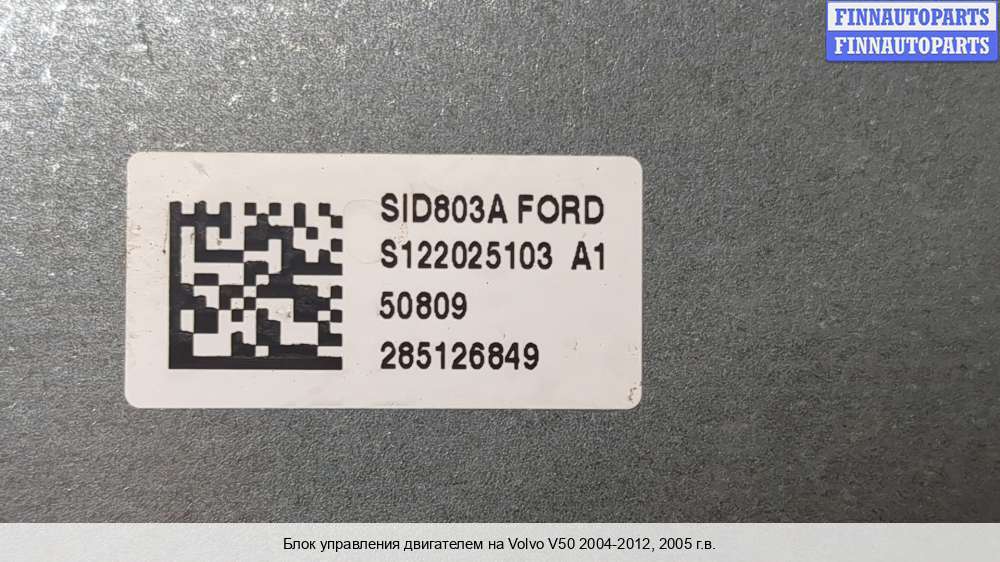 FINNAUTOPARTS
FINNAUTOPARTS
SID803A FORD
S122025103 A1
50809
285126849
Блок управления двигателем на Volvo V50 2004-2012, 2005 г.в.